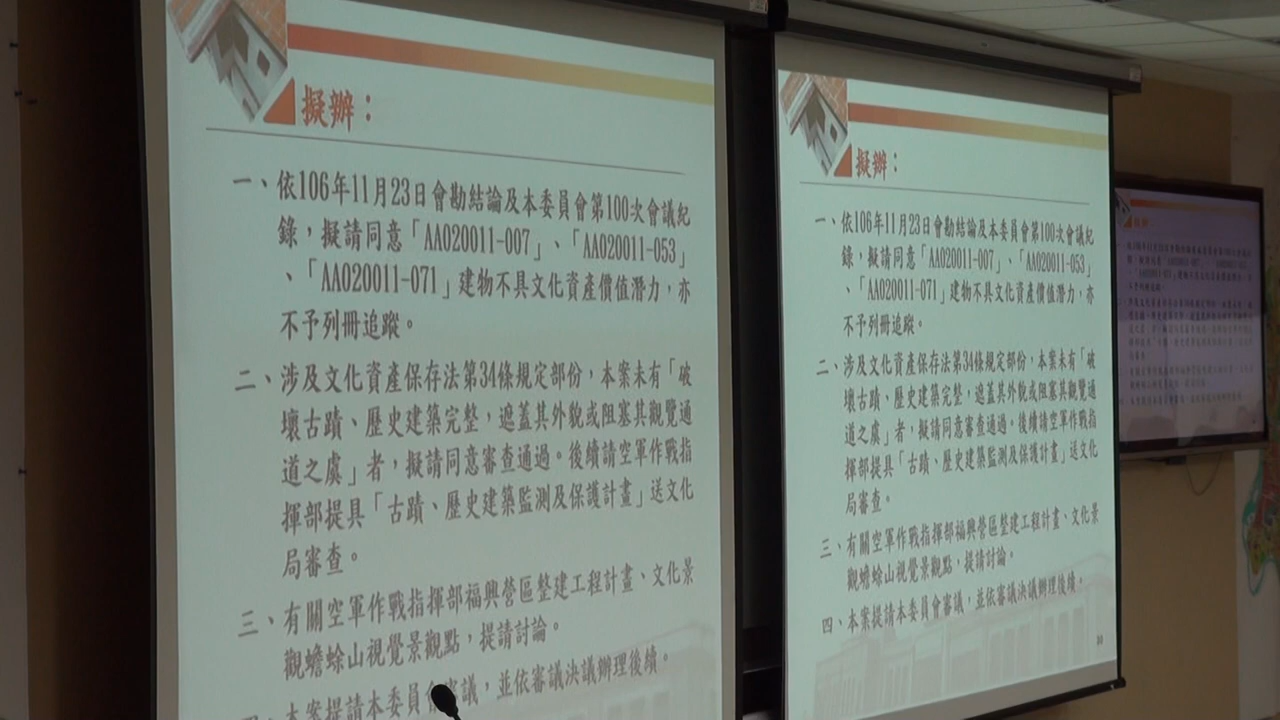 擬辦：
一、依106年11月23日會勘結論及本委員會第100次會議紀
錄，擬請同意「AA020011-007」、「AA020011-053」
、「AA020011-071」建物不具文化資產價值潛力，亦
不予列冊追蹤。
二、涉及文化資產保存法第34條規定部份，本案未有「破
壞古蹟、歷史建築完整，遮蓋其外貌或阻塞其觀覽通
道之虞」者，擬請同意審查通過。後續請空軍作戰指
揮部提具「古蹟、歷史建築監測及保護計畫」送文化
局審查。
三、有關空軍作戰指揮部福興營區整建工程計畫、文化景
觀蟾蜍山視覺景觀點，提請討論。
本案提請本委員會審議，並依審議決議辦理後續。
擬辦：
一、依106年11月23日會勘結論及本委員會第100次會議紀
錄，擬請同意「AA020011-007」、「AA020011-053」
、「AA020011-071」建物不具文化資產價值潛力，亦
不予列冊追蹤。
二、涉及文化資產保存法第34條規定部份，本案未有「破
壞古蹟、歷史建築完整，遮蓋其外貌或阻塞其觀覽通
道之虞」者，擬請同意審查通過。後續請空軍作戰指
揮部提具「古蹟、歷史建築監測及保護計畫」送文化
局審查。
三、有關空軍作戰指揮部福興營區整建工程計畫、文化景
觀蟾蜍山視覺景觀點，提請討論。
四、本案提請本委員會審議，並依審議決議辦理後續。